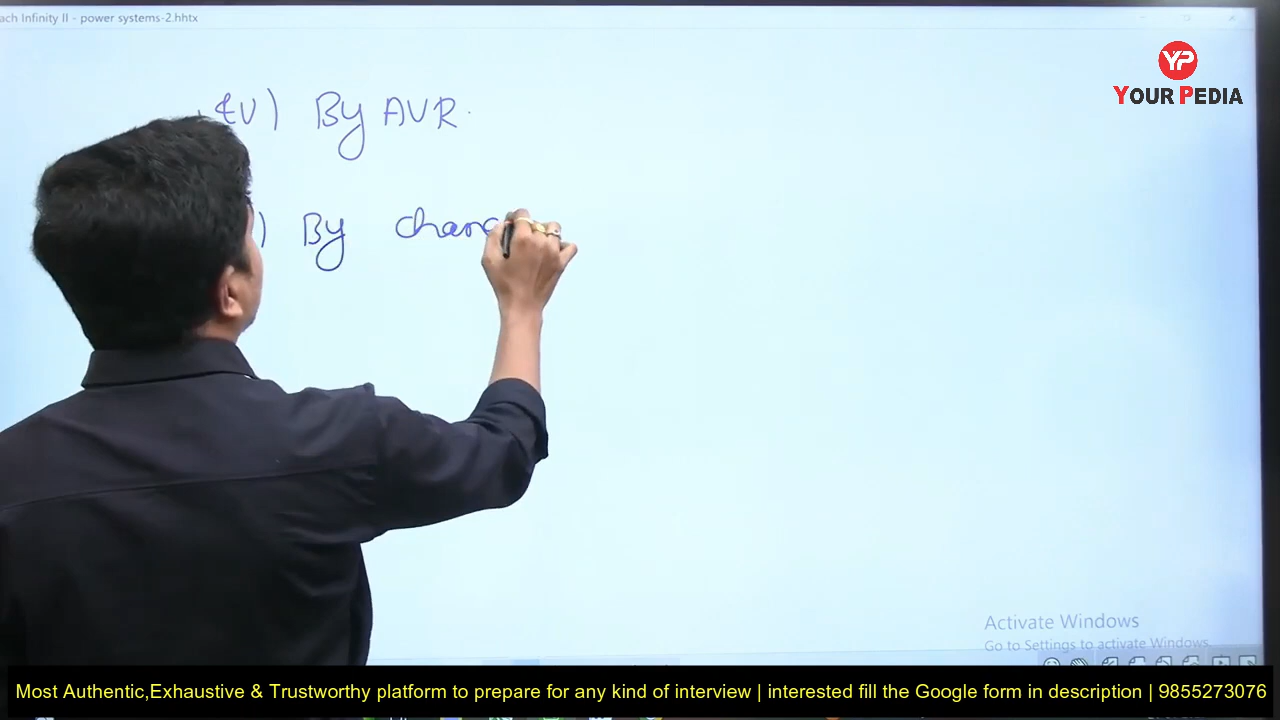 ach Infinity II - power systems-2.hhtx
YP
YOUR PEDIA
iv) By AVR.
) By chang
Activate Windows
Go to Settings to activate Windows.
Most Authentic,Exhaustive & Trustworthy platform to prepare for any kind of interview | interested fill the Google form in description | 9855273076